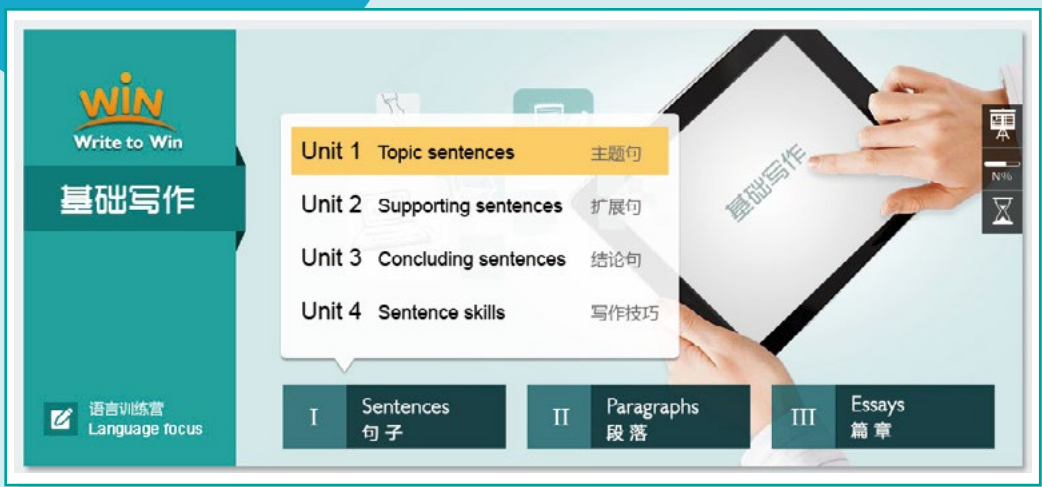 WiN
Write to Win
基础写作
语言训练营
Language focus
Unit 1 Topic sentences 主题句
Unit 2 Supporting sentences 扩展句
Unit 3 Concluding sentences 结论句
Unit 4 Sentence skills 写作技巧
基础写作
N%
I Sentences
句子
II Paragraphs
段落
III Essays
篇章